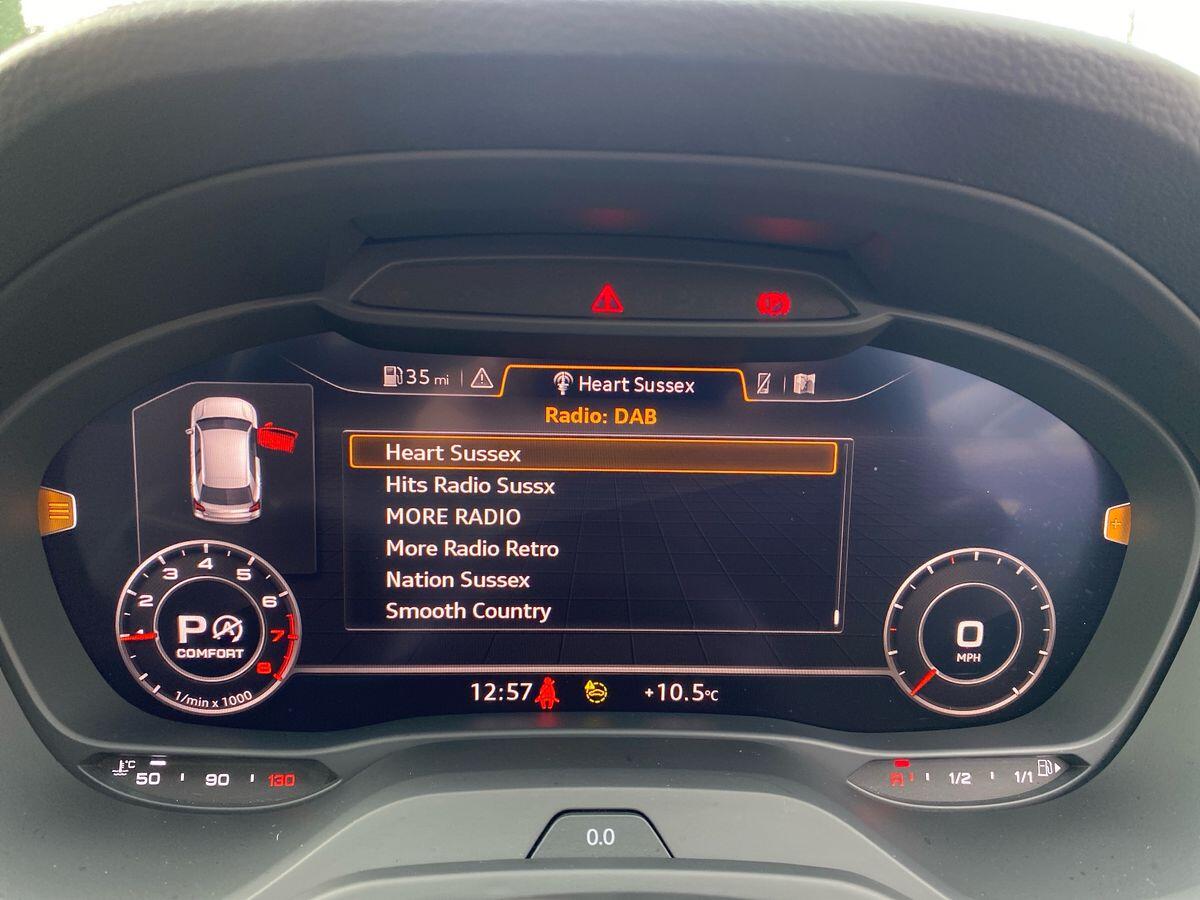 35 mi
Heart Sussex
Radio: DAB
Heart Sussex
Hits Radio Sussx
MORE RADIO
More Radio Retro
Nation Sussex
Smooth Country
1 2 3 4 5 6 7 8
P A
COMFORT
1/min x 1000
0
MPH
12:57 +10.5°C
°C 50 90 130
R 1/2 1/1
0.0